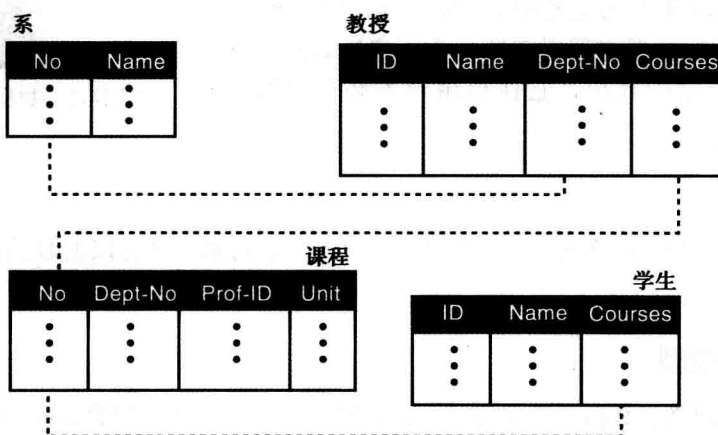 系
No Name
教授
ID Name Dept-No Courses
课程
No Dept-No Prof-ID Unit
学生
ID Name Courses